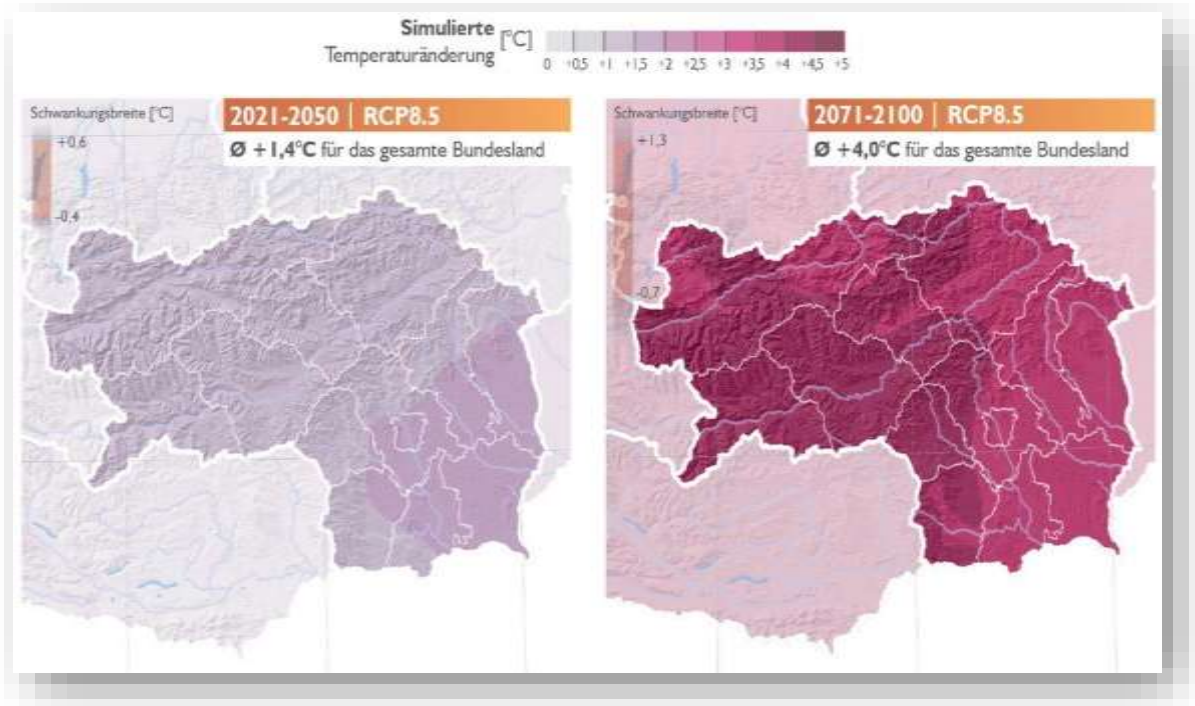 Simulierte
Temperaturänderung
[°C]
0 +0,5 +1 +1,5 +2 +2,5 +3 +3,5 +4 +4,5 +5
Schwankungsbreite [°C]
+0,6
-0,4
2021-2050 | RCP8.5
Ø +1,4°C für das gesamte Bundesland
Schwankungsbreite [°C]
+1,3
-0,7
2071-2100 | RCP8.5
Ø +4,0°C für das gesamte Bundesland